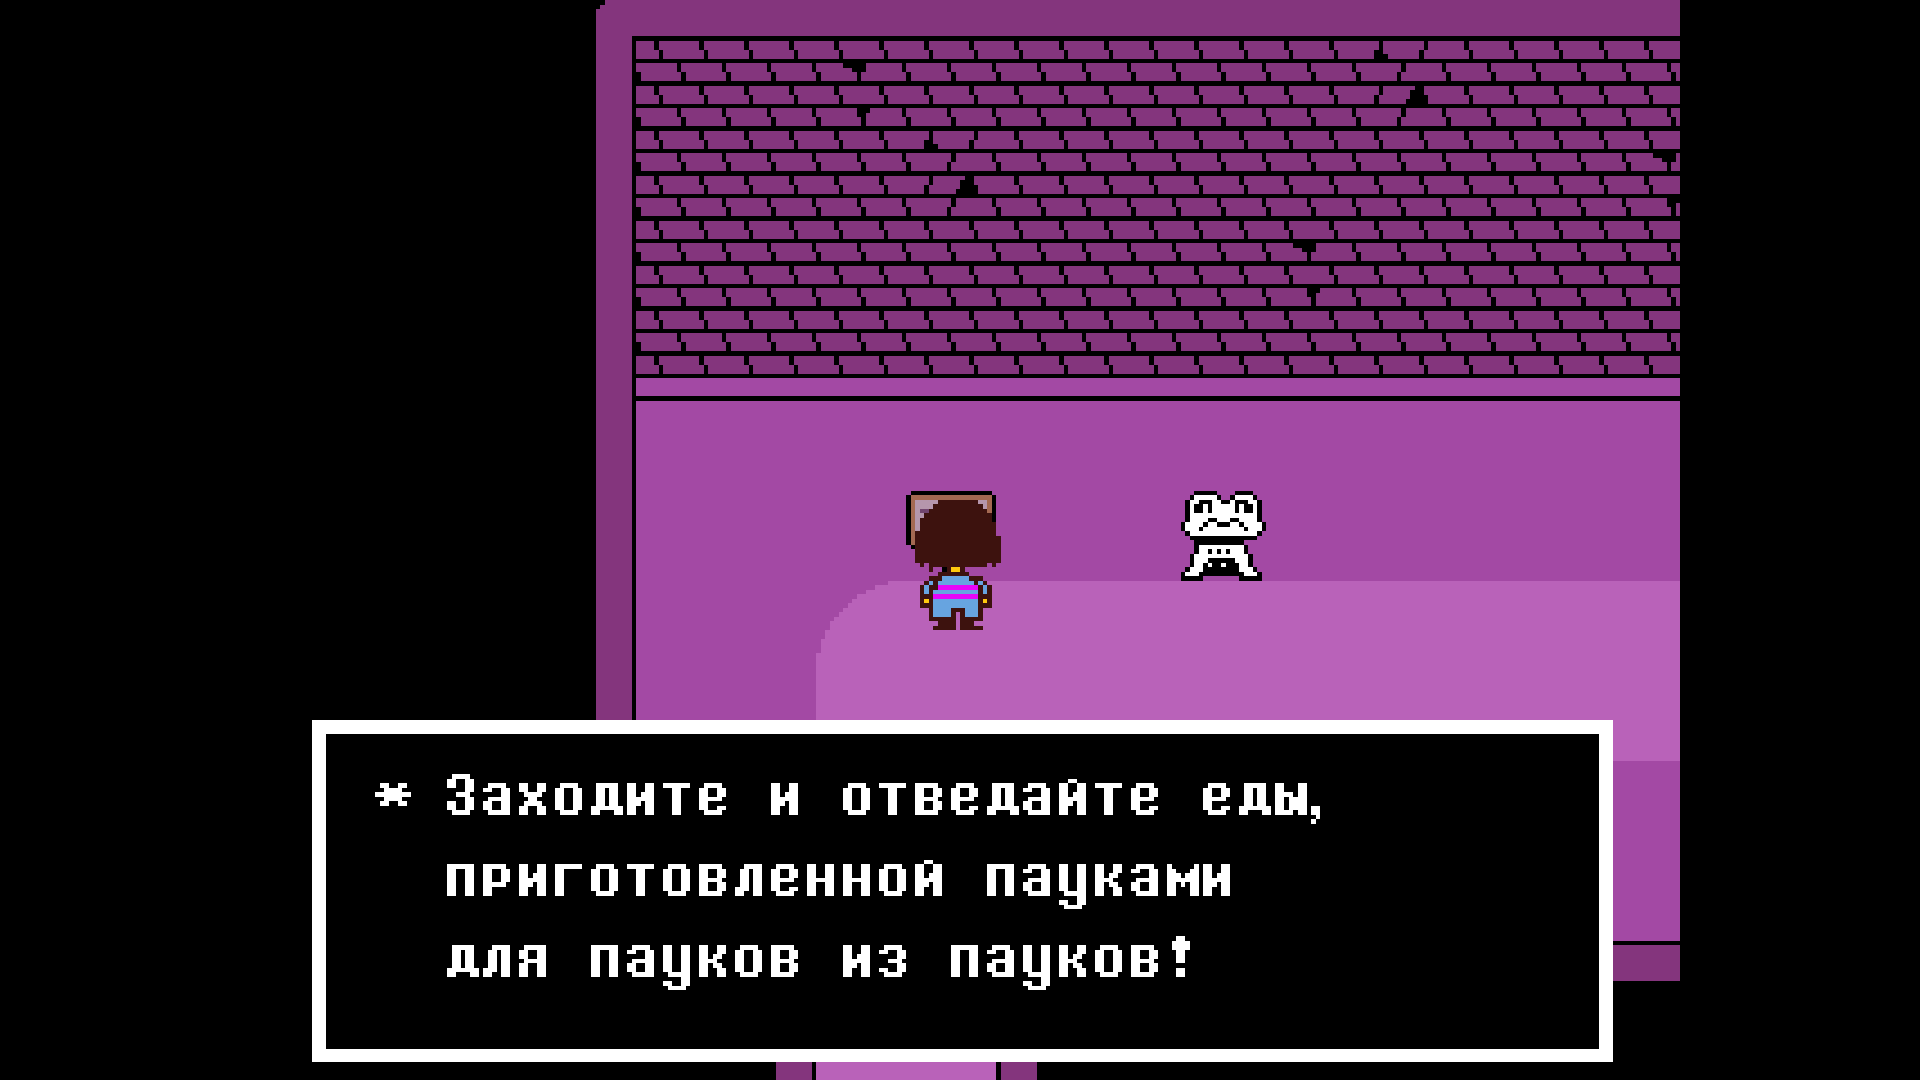 * Заходите и отведайте еды,
приготовленной пауками
для пауков из пауков!